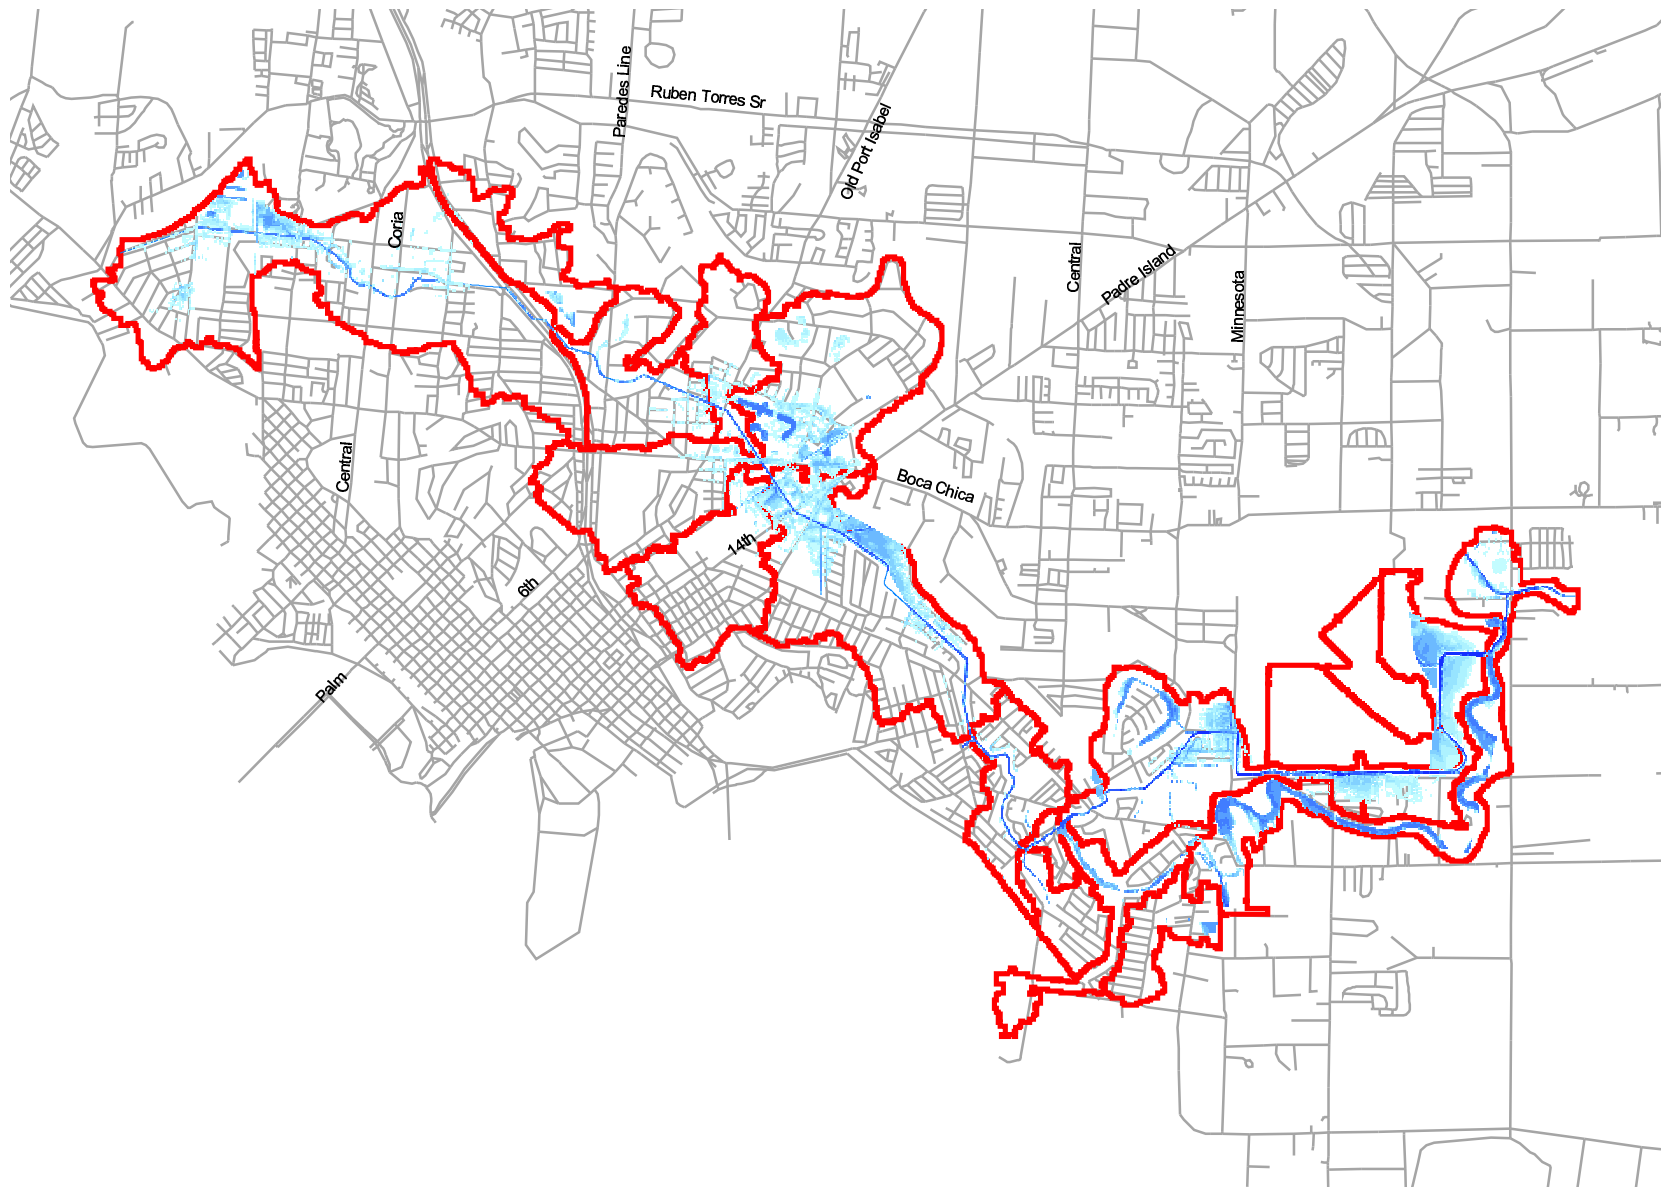 Ruben Torres Sr
Paredes Line
Old Port Isabel
Coria
Central
Padre Island
Minnesota
Central
Boca Chica
14th
6th
Palm